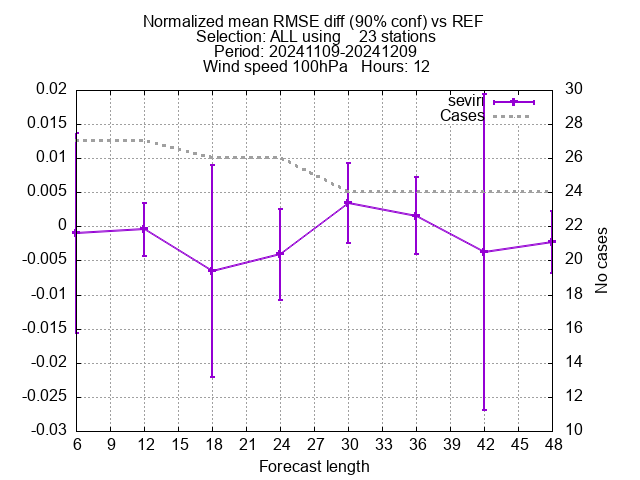 Normalized mean RMSE diff (90% conf) vs REF
Selection: ALL using    23 stations
Period: 20241109-20241209
Wind speed 100hPa   Hours: 12
seviri
Cases
0.02
0.015
0.01
0.005
0
-0.005
-0.01
-0.015
-0.02
-0.025
-0.03
30
28
26
24
22
20
18
16
14
12
10
No cases
6 9 12 15 18 21 24 27 30 33 36 39 42 45 48
Forecast length